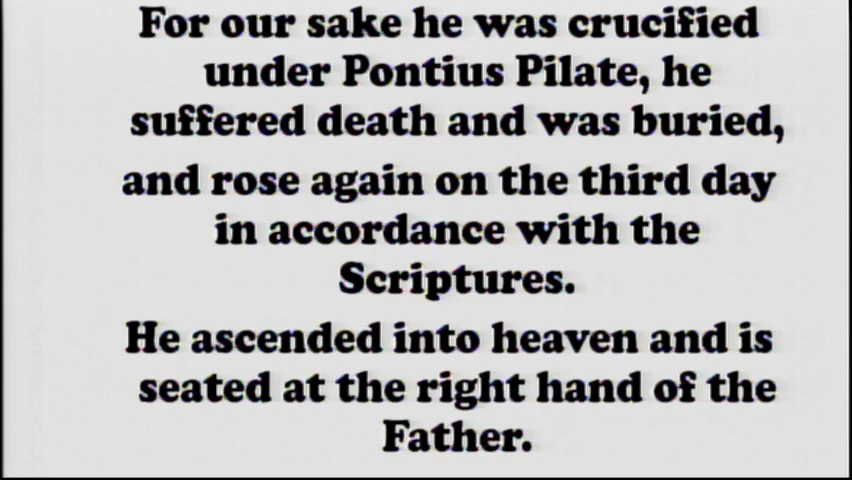 For our sake he was crucified
under Pontius Pilate, he
suffered death and was buried,
and rose again on the third day
in accordance with the
Scriptures.
He ascended into heaven and is
seated at the right hand of the
Father.